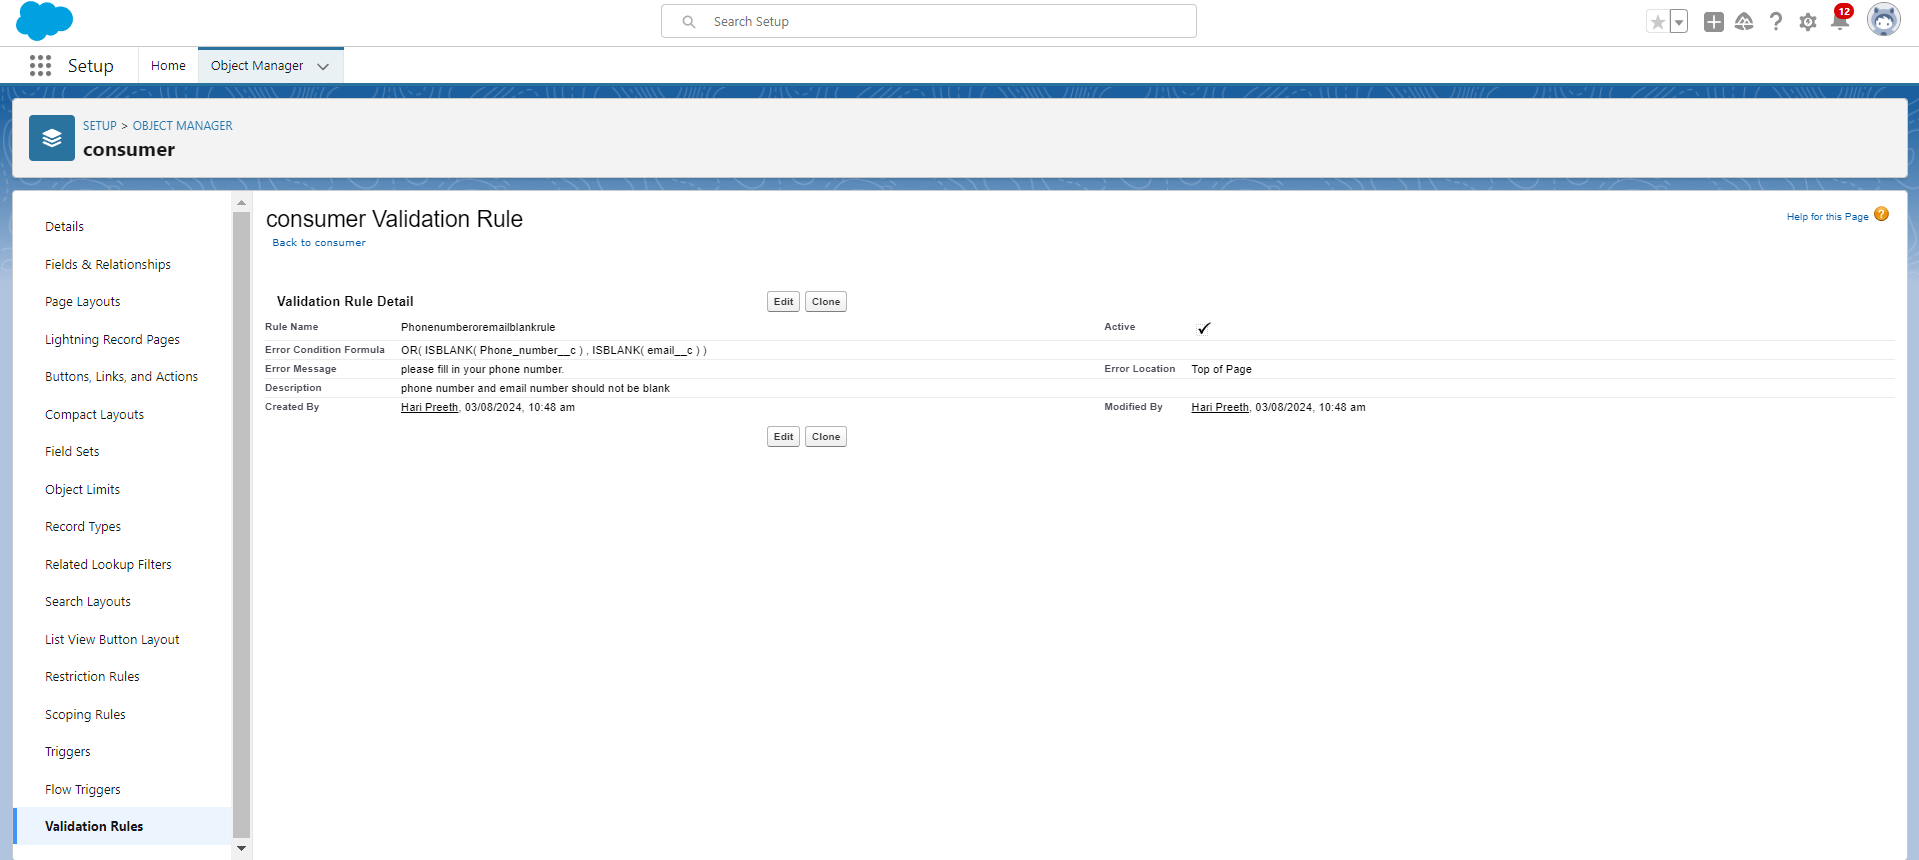 Search Setup
12
Setup
Home
Object Manager
SETUP > OBJECT MANAGER
consumer
Details
Fields & Relationships
Page Layouts
Lightning Record Pages
Buttons, Links, and Actions
Compact Layouts
Field Sets
Object Limits
Record Types
Related Lookup Filters
Search Layouts
List View Button Layout
Restriction Rules
Scoping Rules
Triggers
Flow Triggers
Validation Rules
consumer Validation Rule
Back to consumer
Help for this Page ?
Validation Rule Detail
Edit Clone
Rule Name Phonenumberoremailblankrule Active
Error Condition Formula OR( ISBLANK( Phone_number__c ) , ISBLANK( email__c ) )
Error Message please fill in your phone number. Error Location Top of Page
Description phone number and email number should not be blank
Created By Hari Preeth, 03/08/2024, 10:48 am Modified By Hari Preeth, 03/08/2024, 10:48 am
Edit Clone